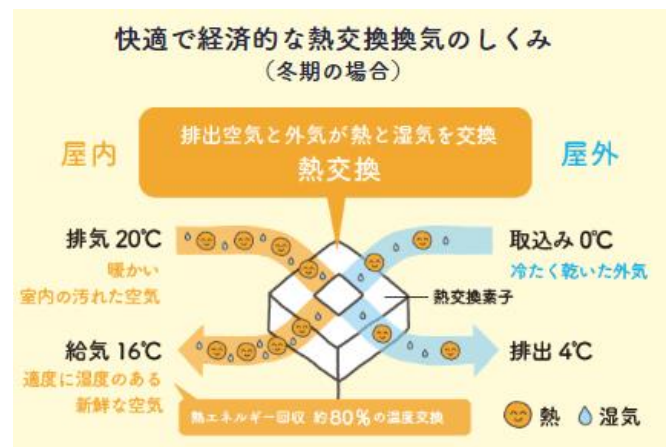 快適で経済的な熱交換換気のしくみ
（冬期の場合）
排出空気と外気が熱と湿気を交換
熱交換
屋内
屋外
排気 20℃
暖かい
室内の汚れた空気
取込み 0℃
冷たく乾いた外気
熱交換素子
給気 16℃
適度に湿度のある
新鮮な空気
排出 4℃
熱エネルギー回収 約80％の温度交換
熱
湿気